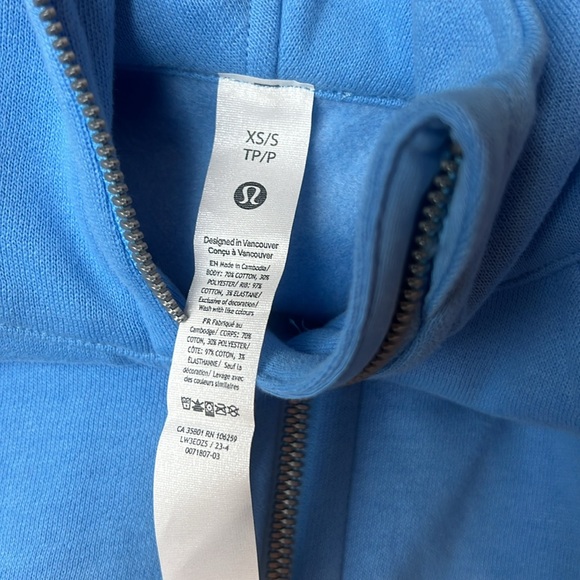 XS/S
TP/P
Designed in Vancouver
Conçu à Vancouver
EN Made in Cambodia/
BODY: 70% COTTON, 30%
POLYESTER/ RIB: 97%
COTTON, 3% ELASTANE/
Exclusive of decoration/
Wash with like colours
FR Fabriqué au
Cambodge/ CORPS: 70%
COTON, 30% POLYESTER/
CÔTE: 97% COTON, 3%
ÉLASTHANNE/ Sauf la
décoration/ Lavage avec
des couleurs similaires
CA 35801 RN 106259
LW3EOZS / 23-4
0071807-03